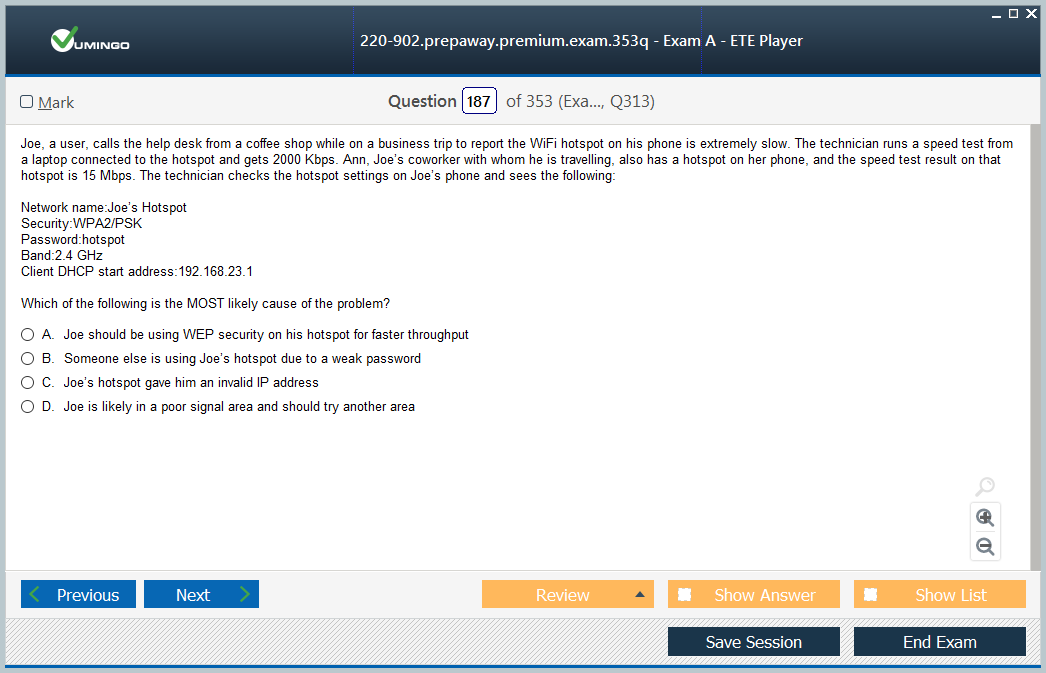 VUMINGO
220-902.prepaway.premium.exam.353q - Exam A - ETE Player
Mark
Question 187 of 353 (Exa..., Q313)
Joe, a user, calls the help desk from a coffee shop while on a business trip to report the WiFi hotspot on his phone is extremely slow. The technician runs a speed test from
a laptop connected to the hotspot and gets 2000 Kbps. Ann, Joe's coworker with whom he is travelling, also has a hotspot on her phone, and the speed test result on that
hotspot is 15 Mbps. The technician checks the hotspot settings on Joe's phone and sees the following:
Network name:Joe's Hotspot
Security:WPA2/PSK
Password:hotspot
Band:2.4 GHz
Client DHCP start address:192.168.23.1
Which of the following is the MOST likely cause of the problem?
A. Joe should be using WEP security on his hotspot for faster throughput
B. Someone else is using Joe's hotspot due to a weak password
C. Joe's hotspot gave him an invalid IP address
D. Joe is likely in a poor signal area and should try another area
Previous Next Review Show Answer Show List
Save Session End Exam